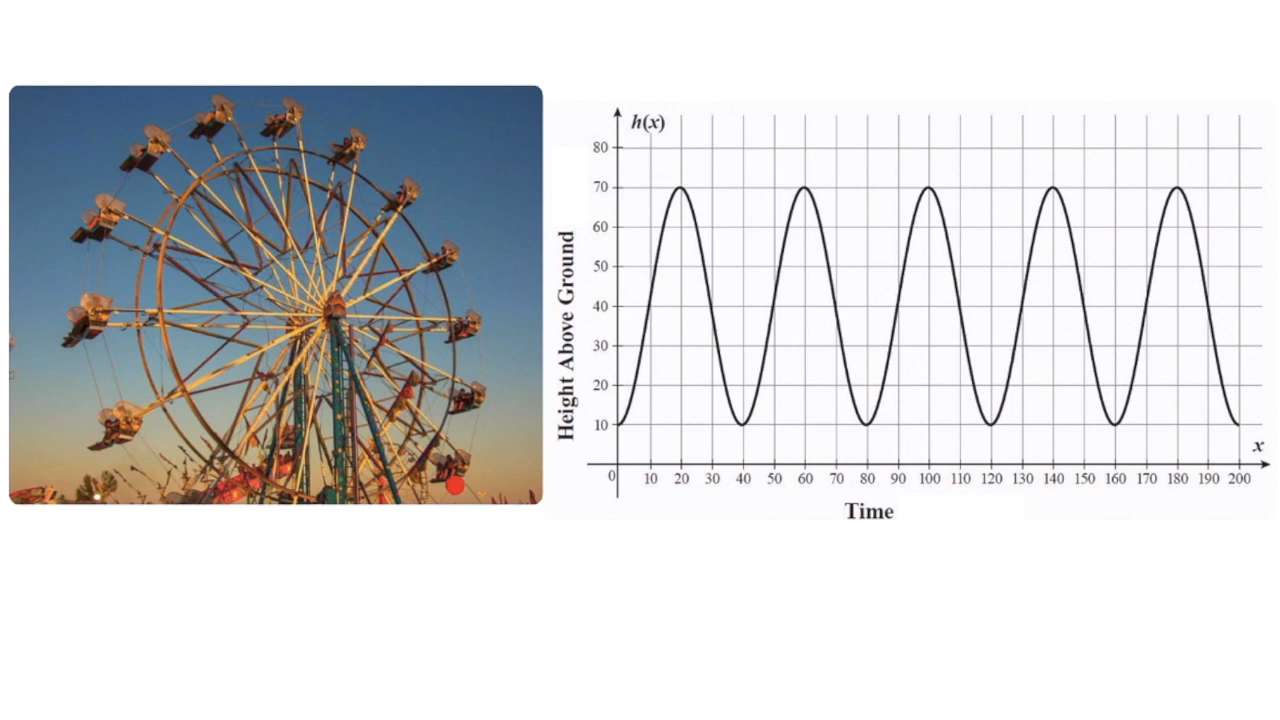 h(x)
80
70
60
50
40
30
20
10
Height Above Ground
x
0 10 20 30 40 50 60 70 80 90 100 110 120 130 140 150 160 170 180 190 200
Time